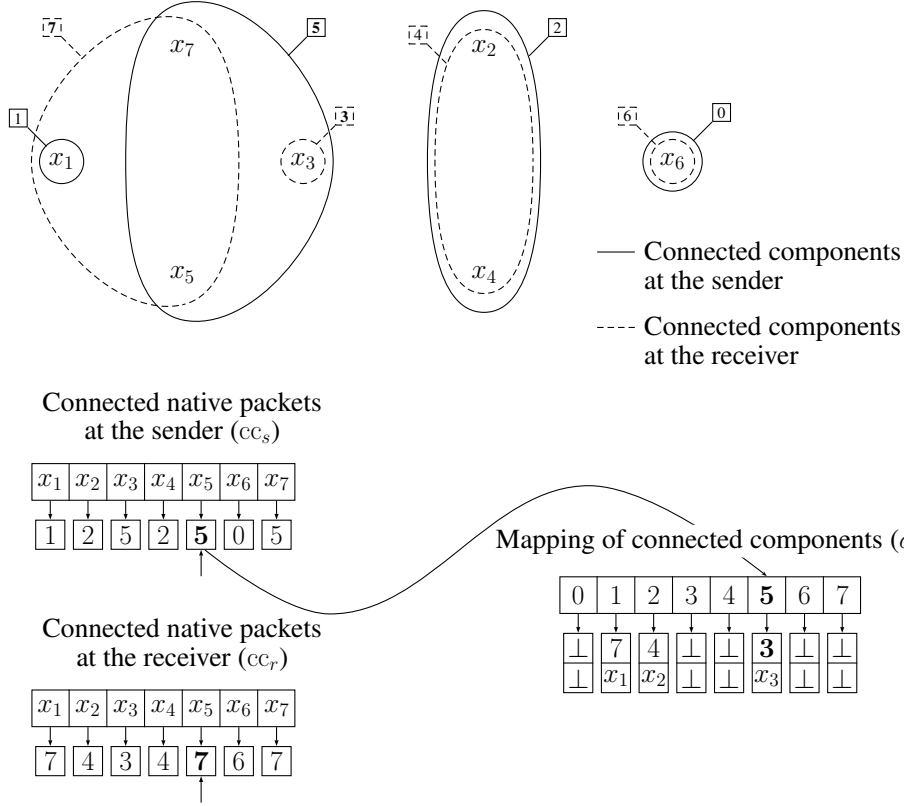 7
5
4
2
x7
x2
1
3
6
0
x1
x3
x6
x5
x4
Connected components
at the sender
Connected components
at the receiver
Connected native packets
at the sender (CCs)
x1 x2 x3 x4 x5 x6 x7
1 2 5 2 5 0 5
Mapping of connected components (
0 1 2 3 4 5 6 7
⊥ 7 4 ⊥ ⊥ 3 ⊥ ⊥
⊥ x1 x2 ⊥ ⊥ x3 ⊥ ⊥
Connected native packets
at the receiver (CCr)
x1 x2 x3 x4 x5 x6 x7
7 4 3 4 7 6 7